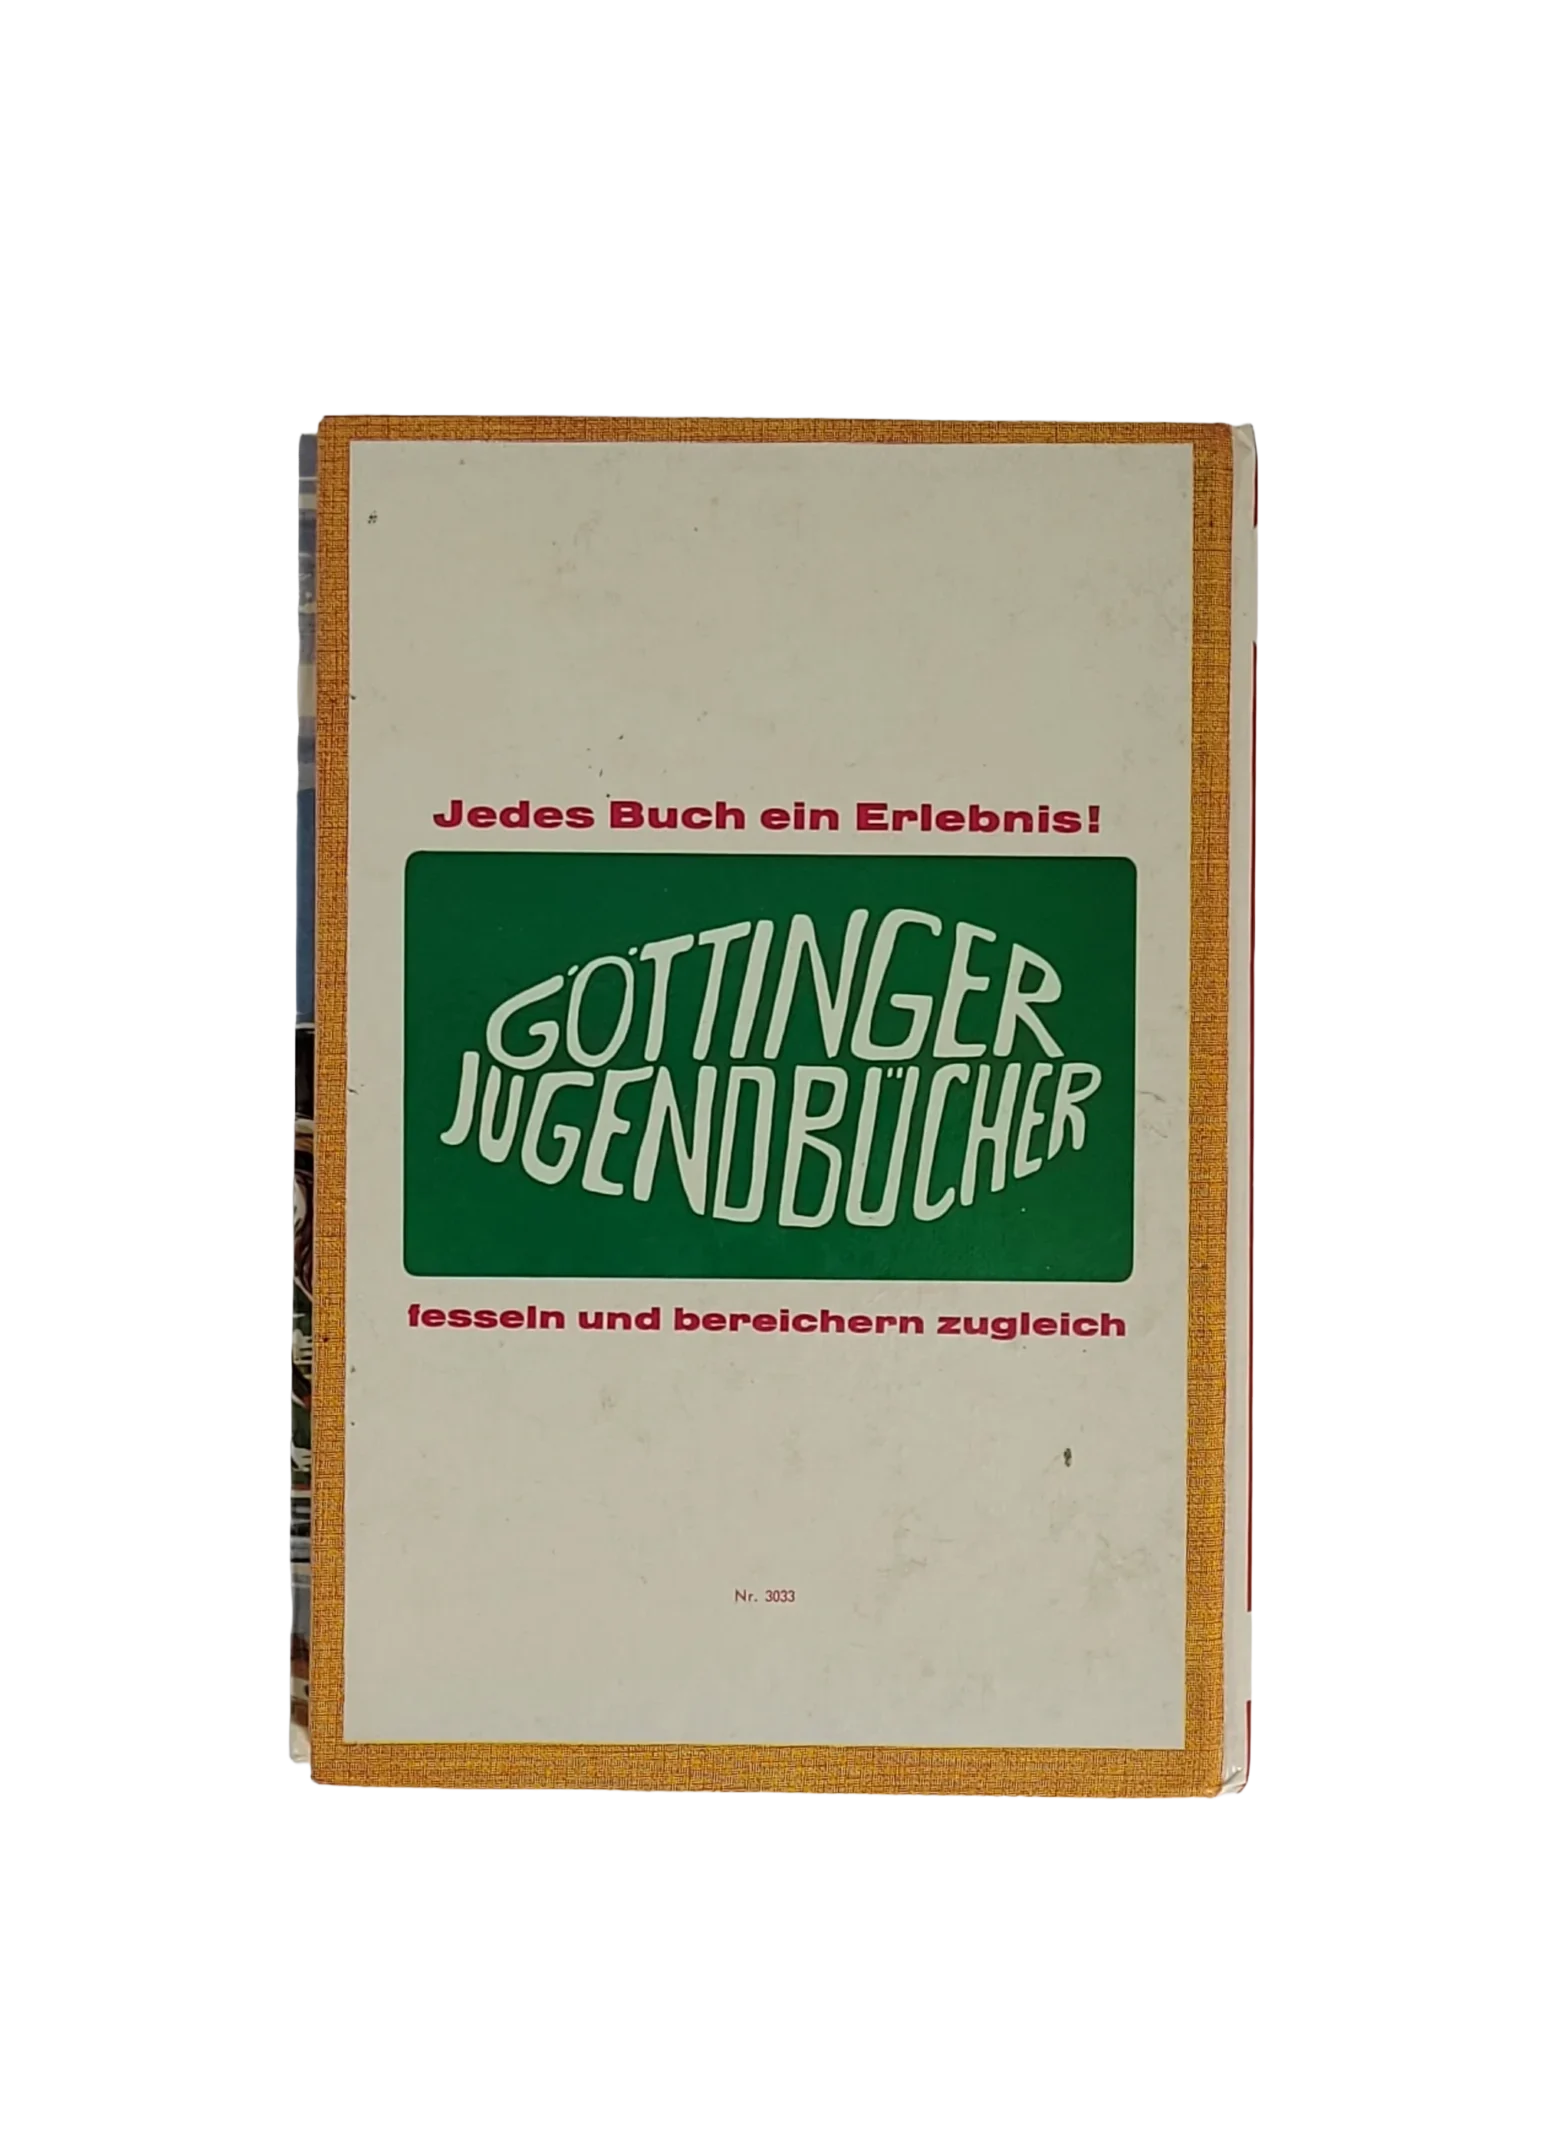 Jedes Buch ein Erlebnis!
GÖTTINGER
JUGENDBÜCHER
fesseln und bereichern zugleich
Nr. 3033